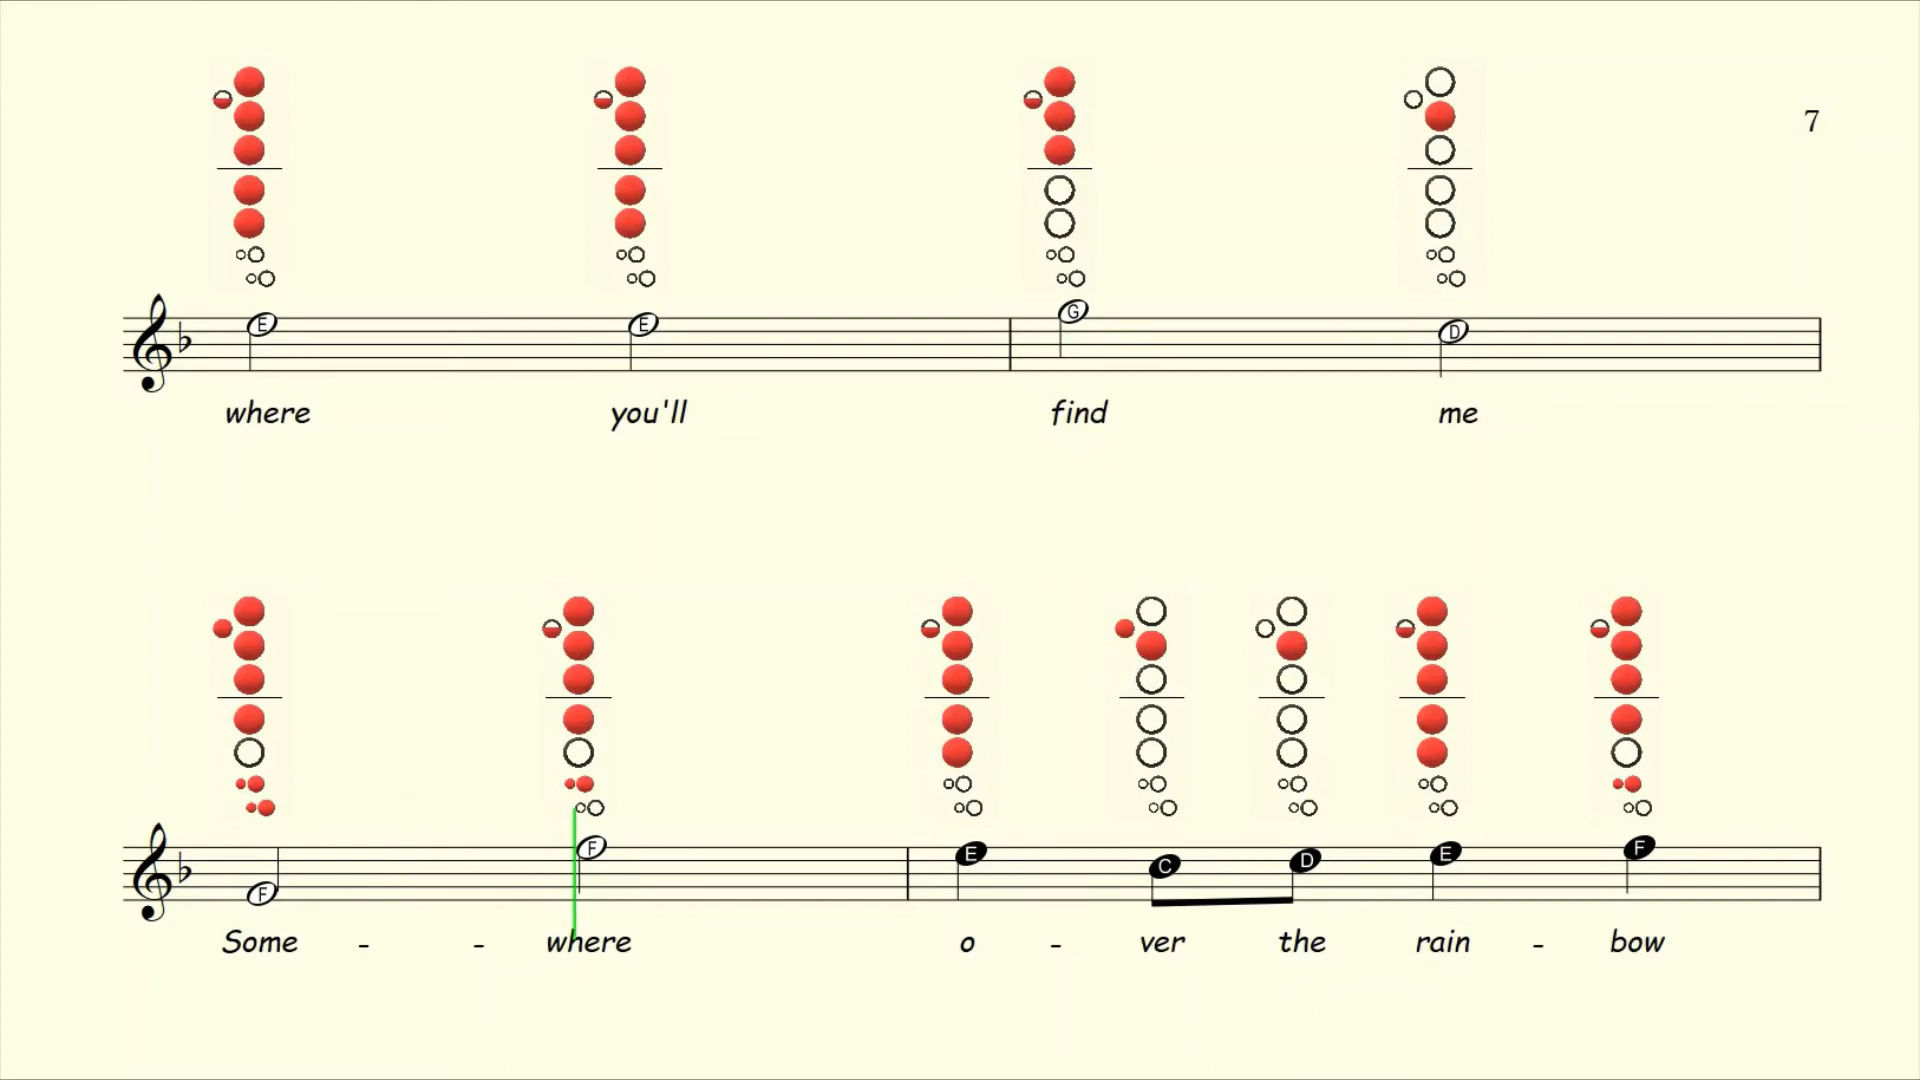 7
E E G D
where you'll find me
F F E C D E F
Some - - where o - ver the rain - bow